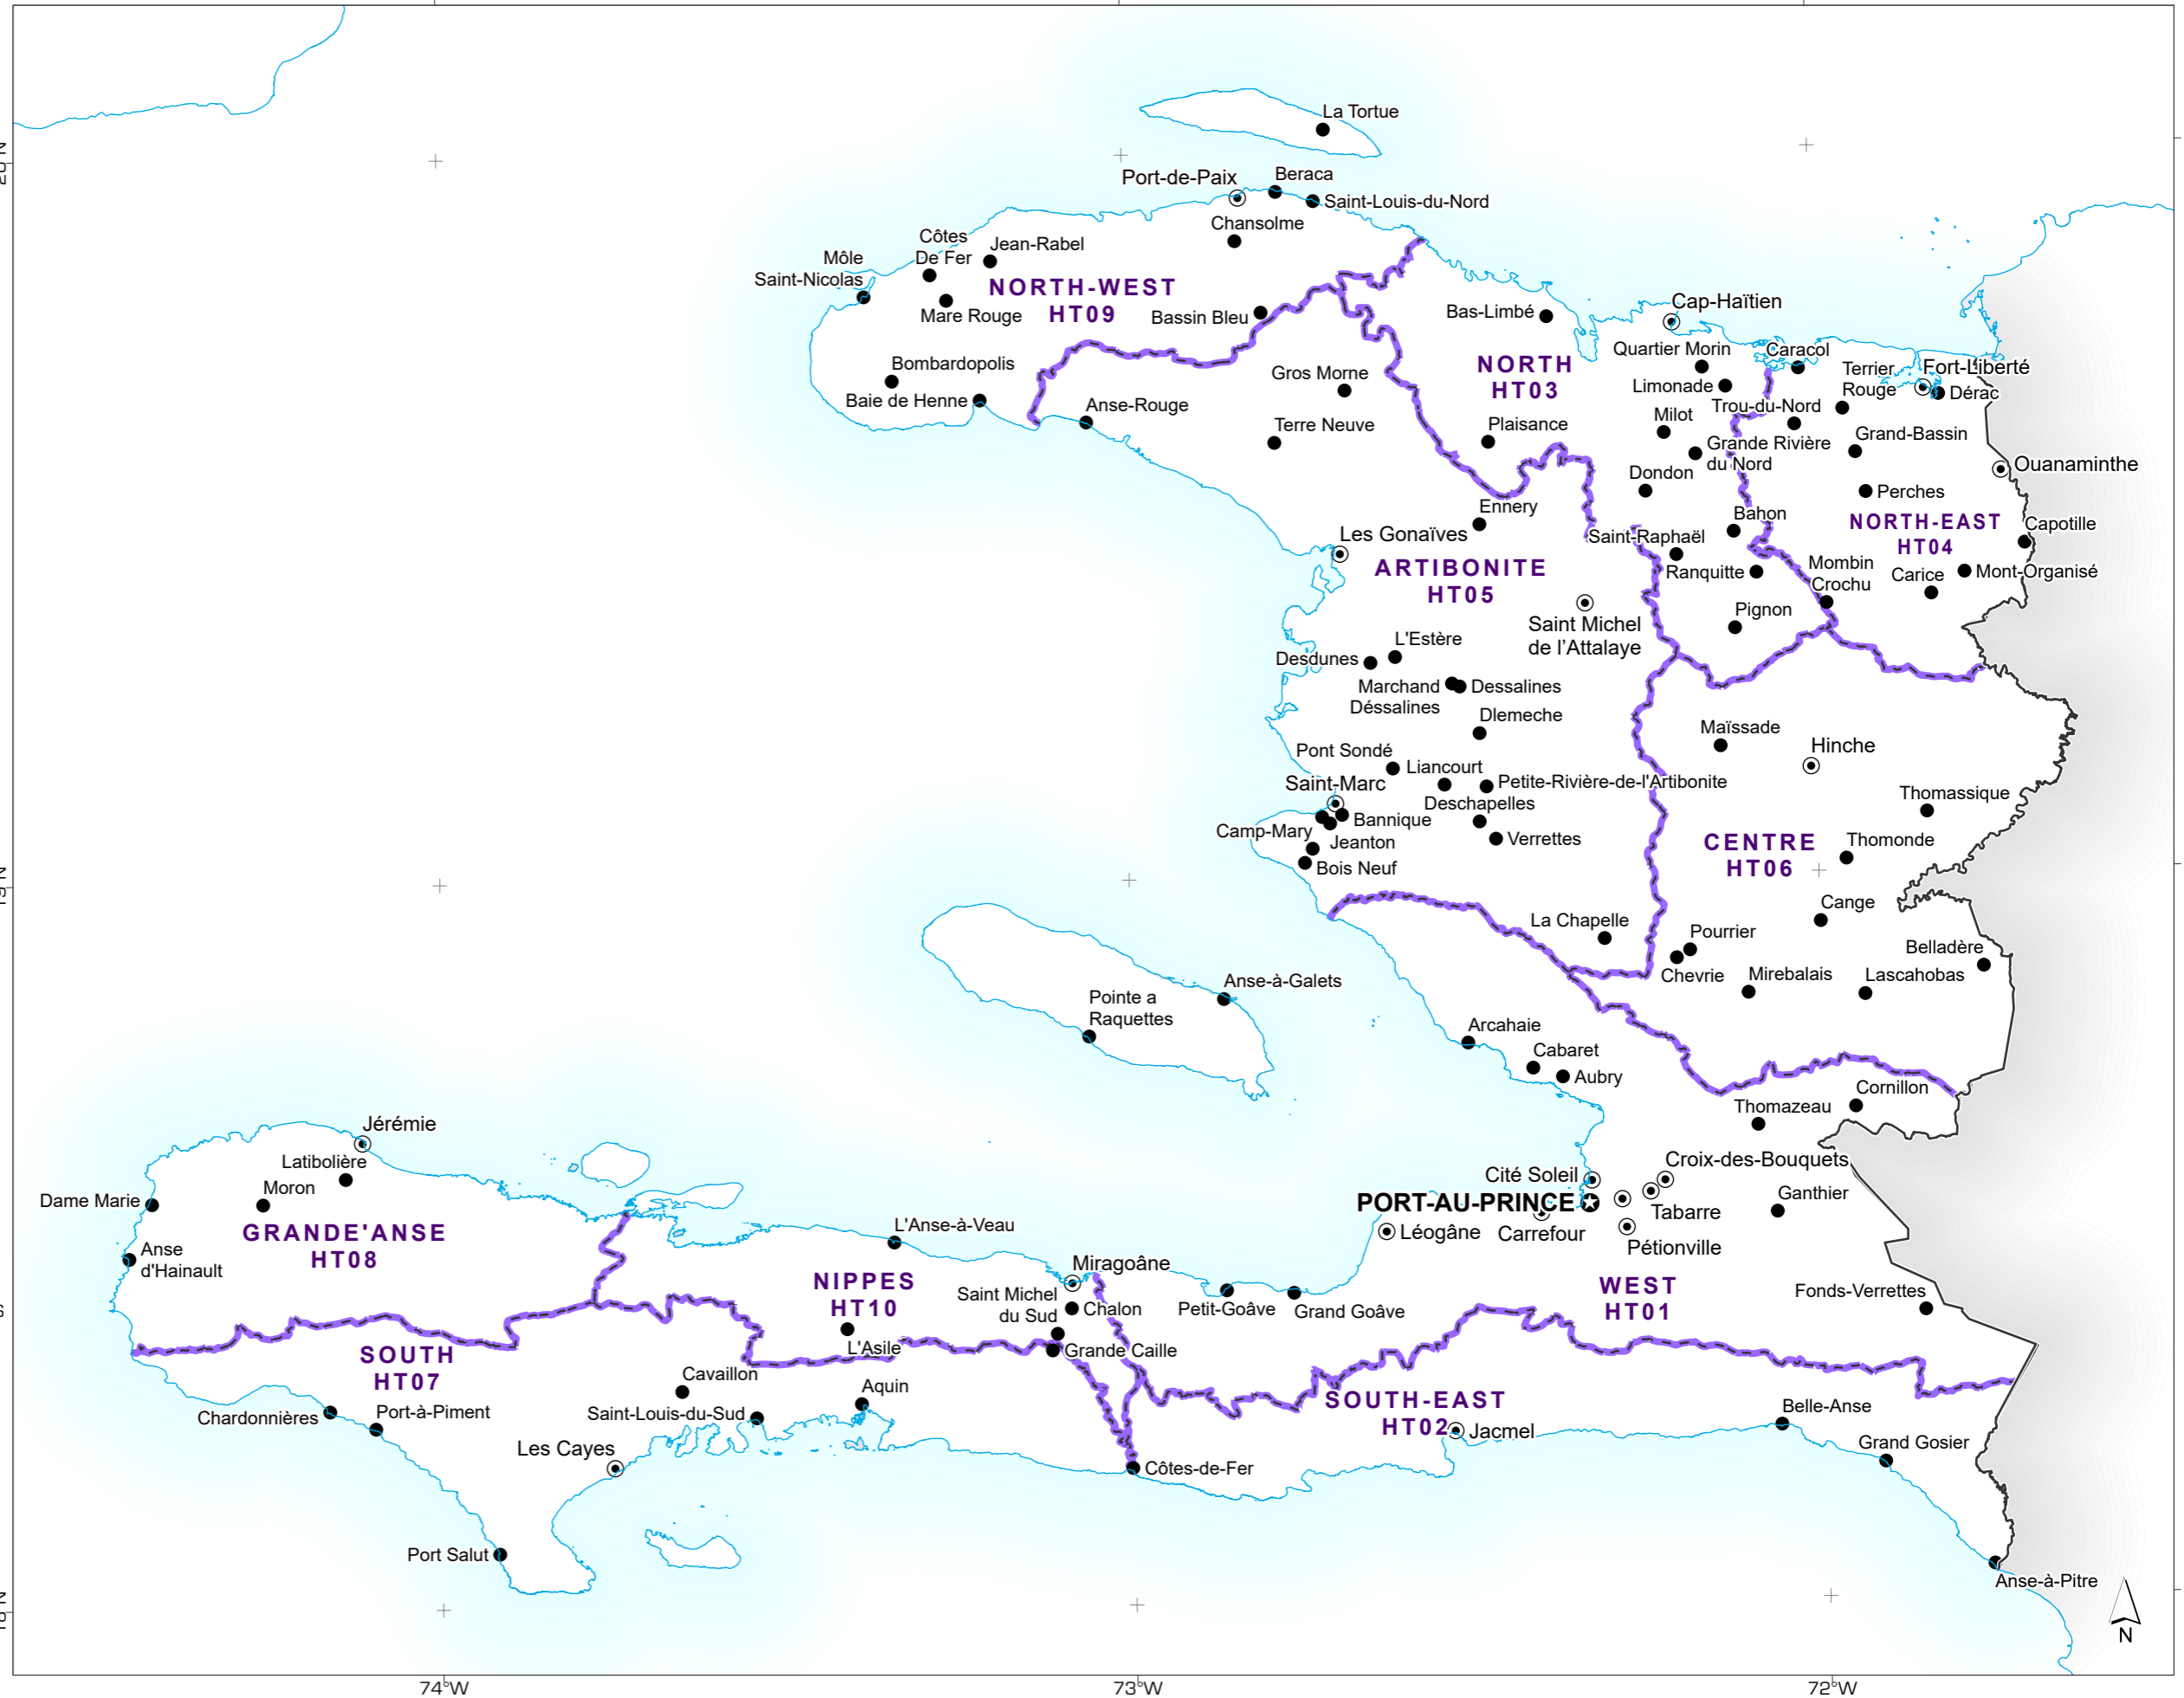 La Tortue
20°N
Port-de-Paix
Beraca
Saint-Louis-du-Nord
Chansolme
Côtes
De Fer
Jean-Rabel
Môle
Saint-Nicolas
NORTH-WEST
HT09
Mare Rouge
Bassin Bleu
Bas-Limbé
Cap-Haïtien
Bombardopolis
Baie de Henne
Anse-Rouge
Gros Morne
Terre Neuve
NORTH
HT03
Plaisance
Quartier Morin
Limonade
Milot
Caracol
Trou-du-Nord
Terrier
Rouge
Fort-Liberté
Dérac
Grande Rivière
du Nord
Grand-Bassin
Ouanaminthe
Dondon
Perches
NORTH-EAST
HT04
Capotille
Bahon
Saint-Raphaël
Ranquitte
Mombin
Crochu
Carice
Mont-Organisé
Pignon
Ennery
Les Gonaïves
ARTIBONITE
HT05
Saint Michel
de l'Attalaye
L'Estère
Desdunes
Marchand
Déssalines
Dessalines
Dlemeche
Maïssade
Hinche
Pont Sondé
Liancourt
Petite-Rivière-de-l'Artibonite
Saint-Marc
Deschapelles
Thomassique
Camp-Mary
Bannique
Jeanton
Verrettes
Bois Neuf
CENTRE
HT06
Thomonde
Cange
La Chapelle
Pourrier
Chevrie
Mirebalais
Belladère
Lascahobas
Anse-à-Galets
Pointe a
Raquettes
Arcahaie
Cabaret
Aubry
Cornillon
Thomazeau
Jérémie
Latibolière
Moron
Dame Marie
GRANDE'ANSE
HT08
Anse
d'Hainault
L'Anse-à-Veau
Cité Soleil
Croix-des-Bouquets
PORT-AU-PRINCE
Ganthier
Tabarre
Léogâne
Carrefour
Pétionville
NIPPES
HT10
Miragoâne
Saint Michel
du Sud
Chalon
Petit-Goâve
Grand Goâve
WEST
HT01
Fonds-Verrettes
L'Asile
Grande Caille
SOUTH
HT07
Cavaillon
Aquin
Saint-Louis-du-Sud
Chardonnières
Port-à-Piment
Les Cayes
SOUTH-EAST
HT02
Jacmel
Belle-Anse
Grand Gosier
Côtes-de-Fer
Port Salut
Anse-à-Pitre
N
74°W
73°W
72°W